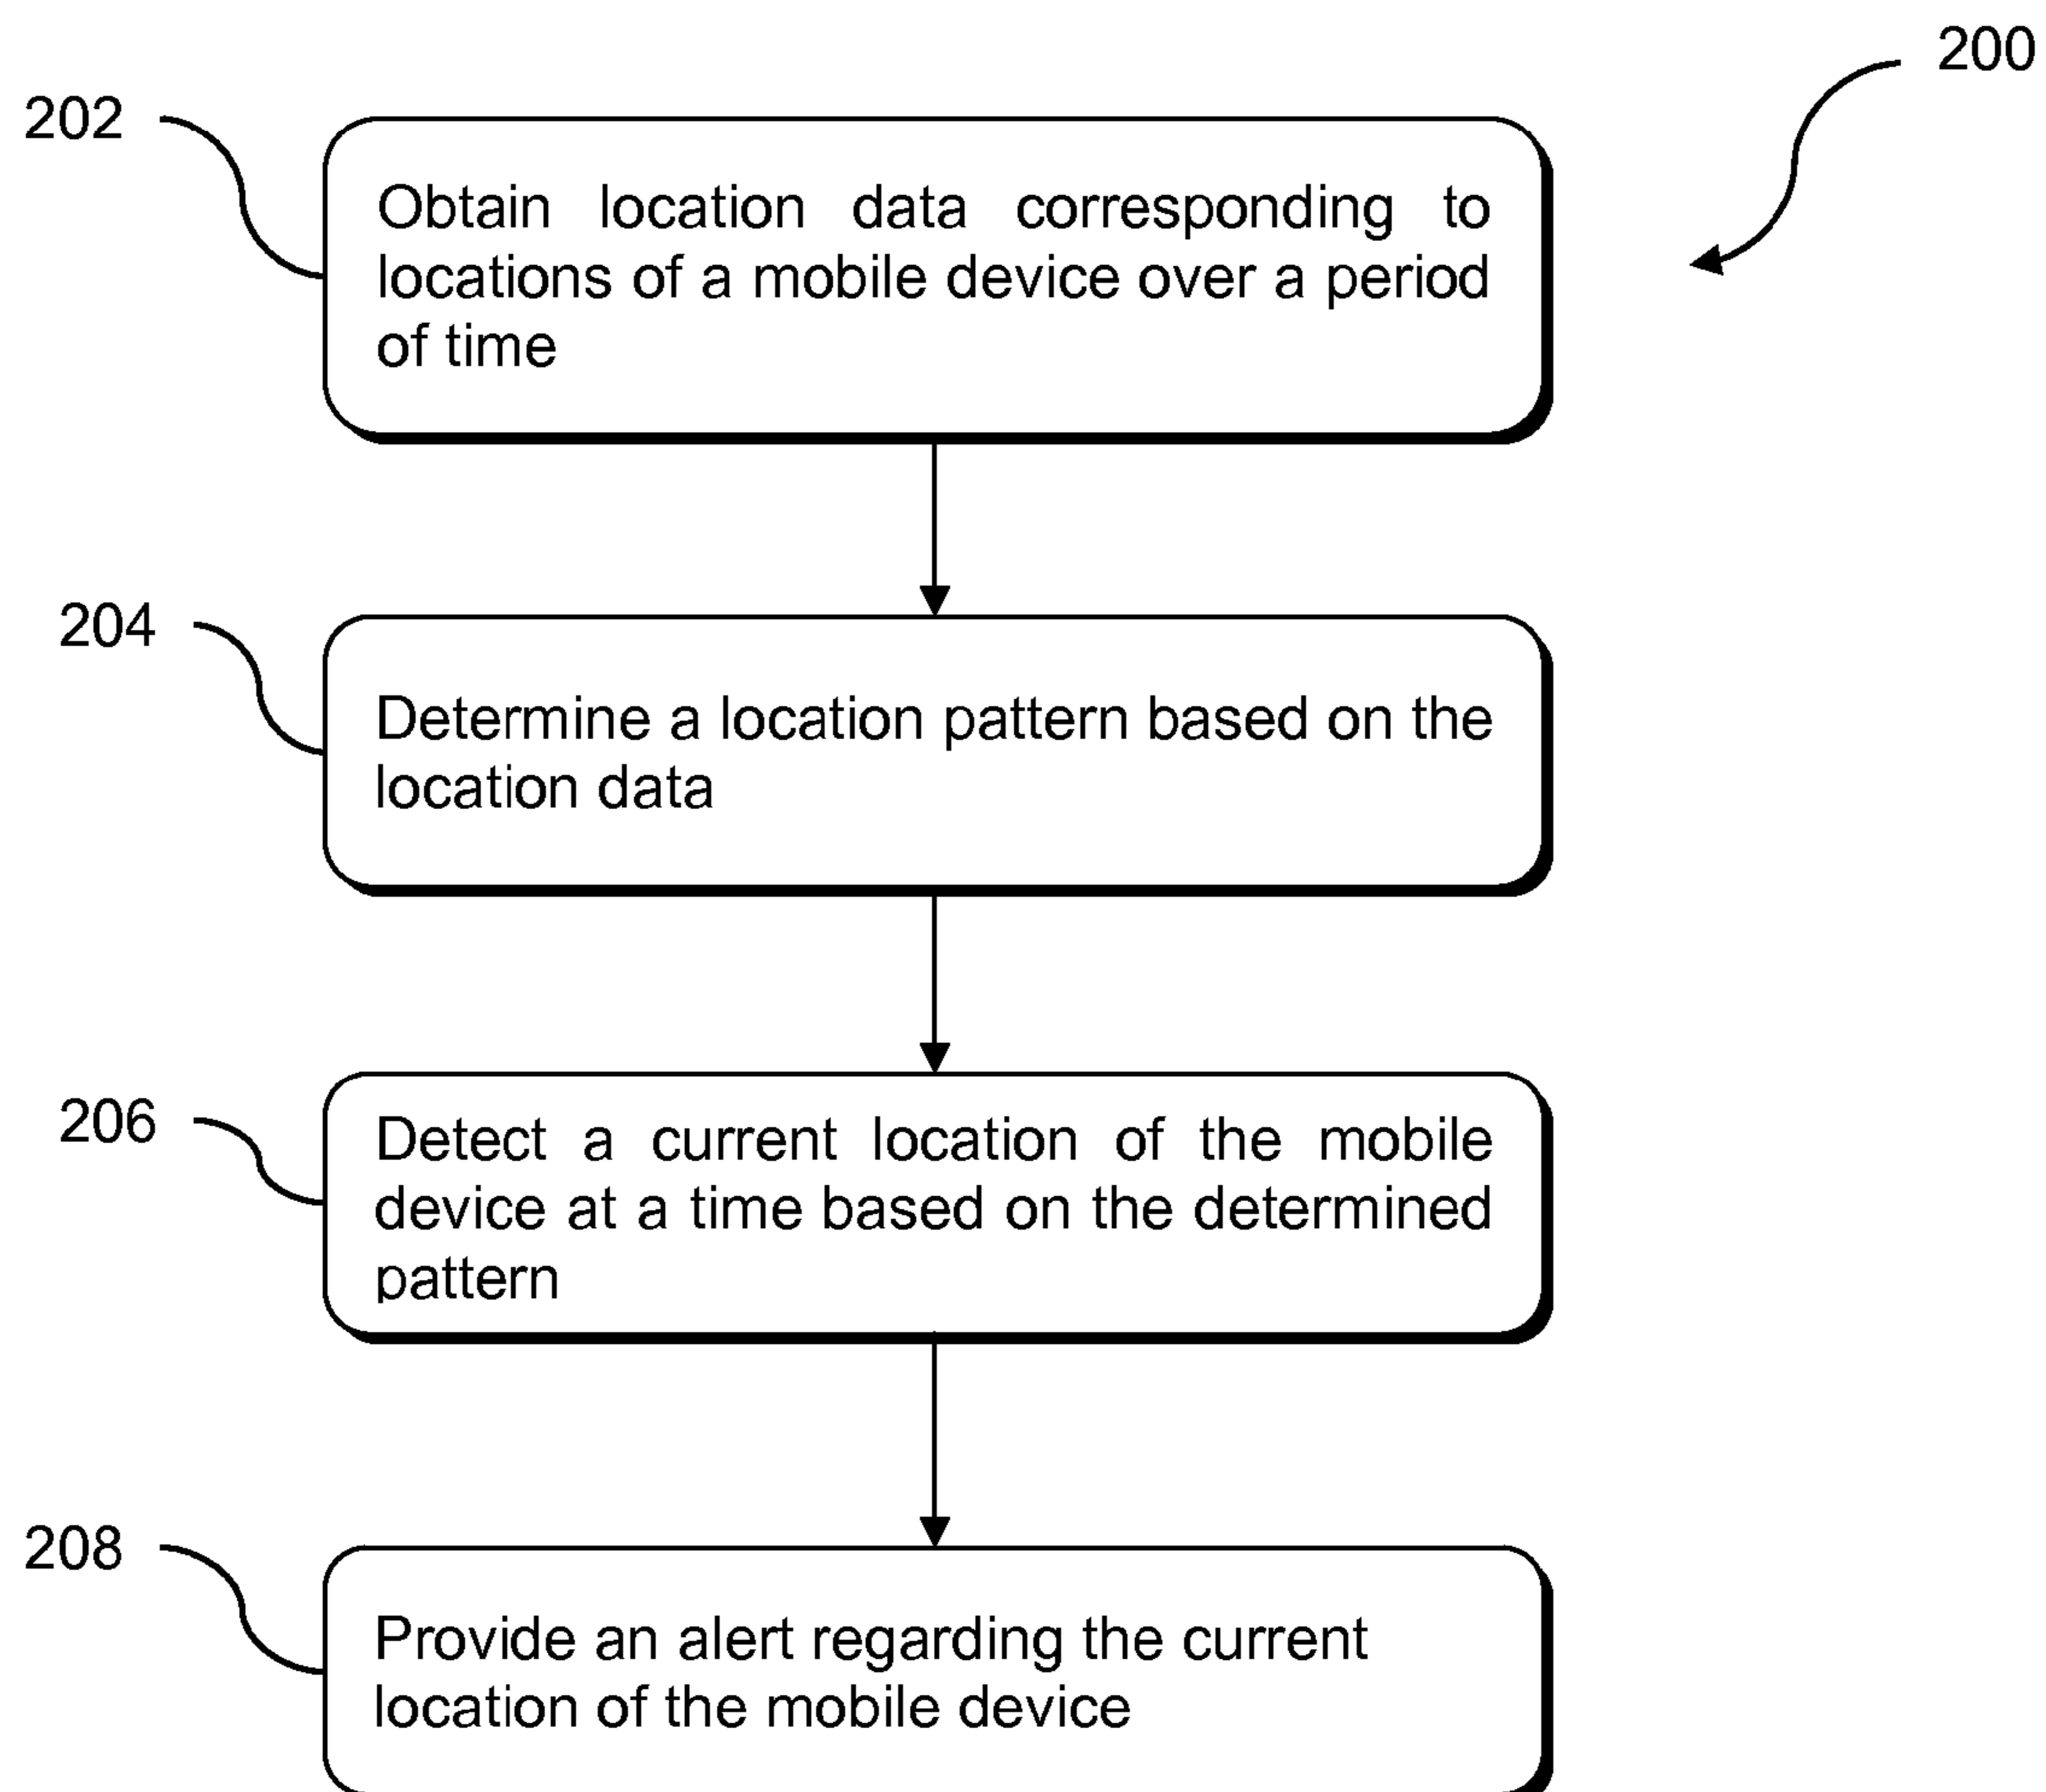 200
202
Obtain location data corresponding to
locations of a mobile device over a period
of time
204
Determine a location pattern based on the
location data
206
Detect a current location of the mobile
device at a time based on the determined
pattern
208
Provide an alert regarding the current
location of the mobile device